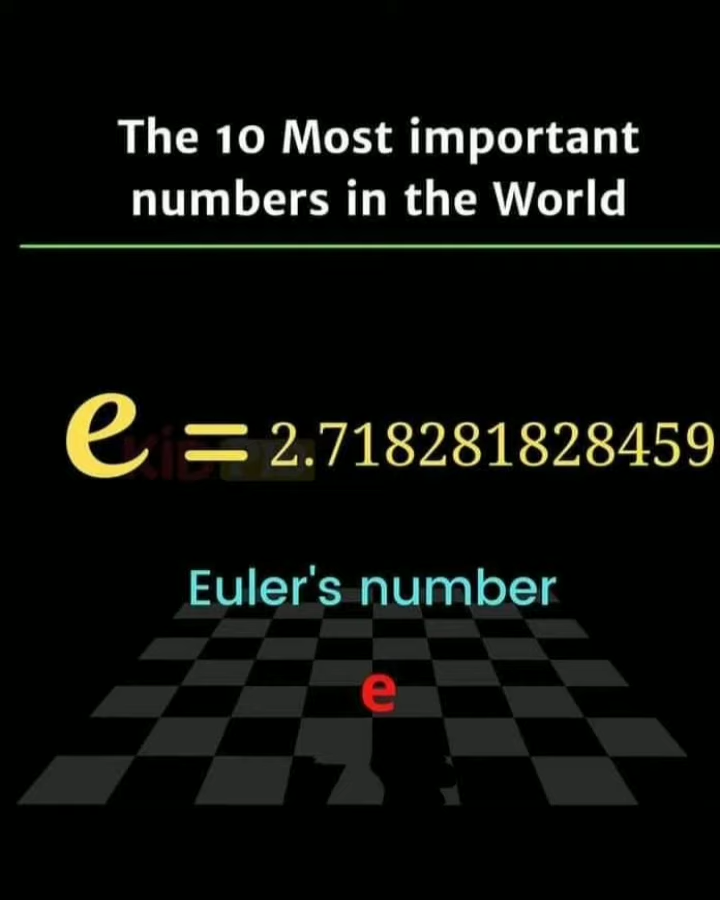 The 10 Most important
numbers in the World
e = 2.718281828459
Euler's number
e